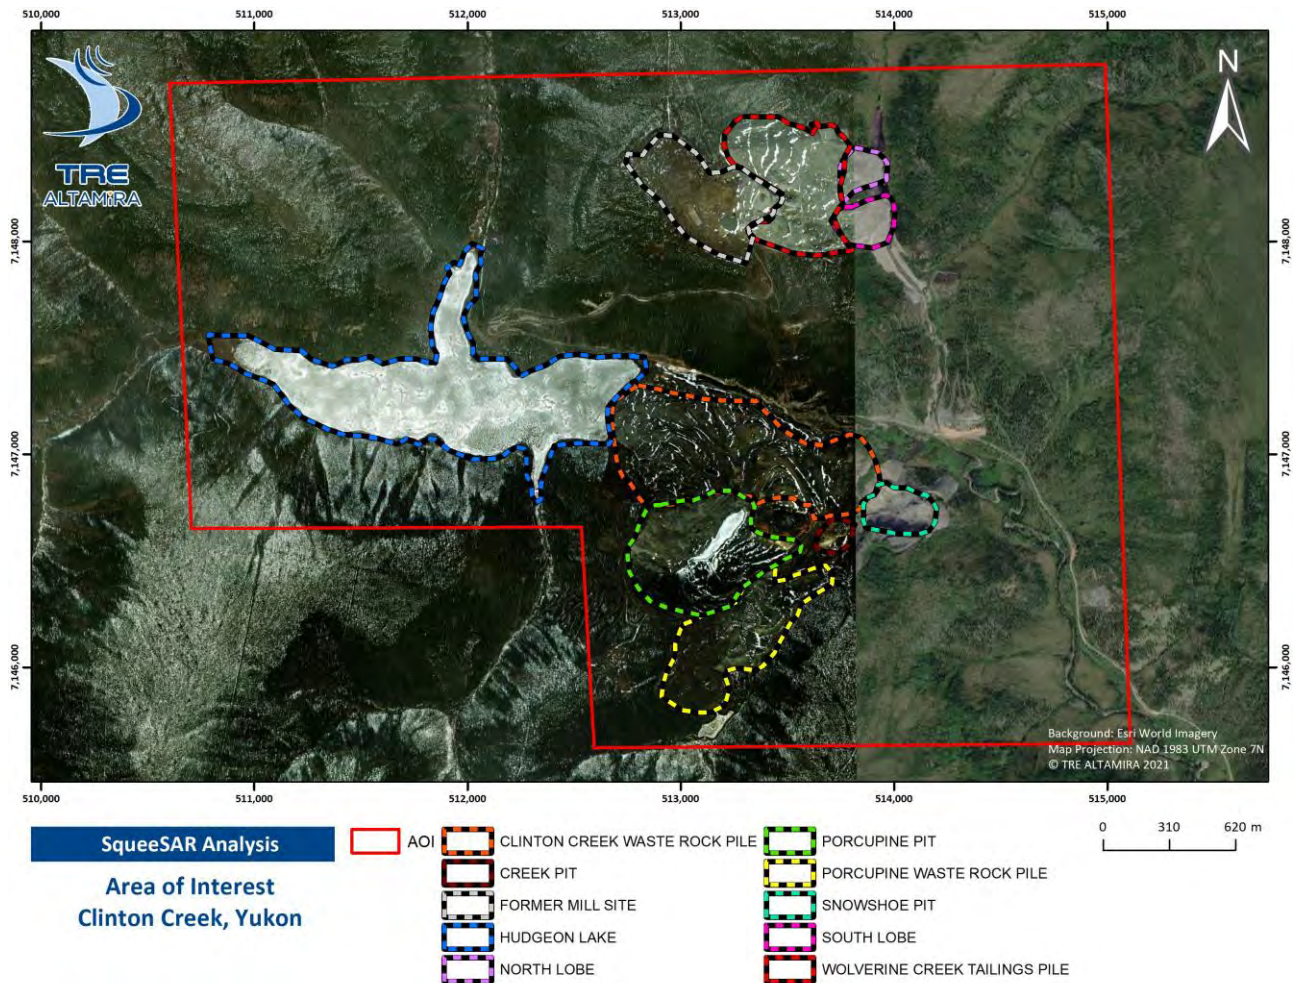 510,000 511,000 512,000 513,000 514,000 515,000
N
TRE
ALTAMIRA
7,148,000 7,148,000
7,147,000 7,147,000
7,146,000 7,146,000
Background: Esri World Imagery
Map Projection: NAD 1983 UTM Zone 7N
© TRE ALTAMIRA 2021
510,000 511,000 512,000 513,000 514,000 515,000
SqueeSAR Analysis
Area of Interest
Clinton Creek, Yukon
AOI
CLINTON CREEK WASTE ROCK PILE
CREEK PIT
FORMER MILL SITE
HUDGEON LAKE
NORTH LOBE
PORCUPINE PIT
PORCUPINE WASTE ROCK PILE
SNOWSHOE PIT
SOUTH LOBE
WOLVERINE CREEK TAILINGS PILE
0 310 620 m